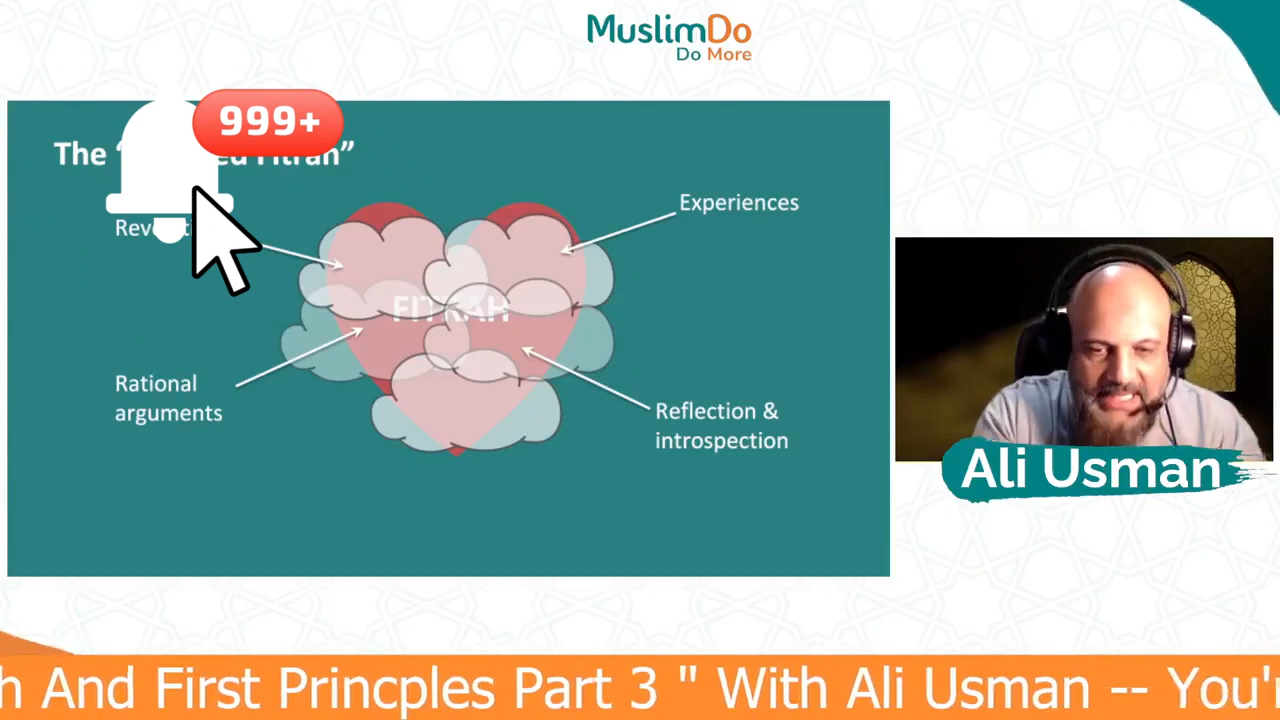 MuslimDo
Do More
999+
The
Experiences
FITRAH
Rational
arguments
Reflection &
introspection
Ali Usman
h And First Princples Part 3 " With Ali Usman -- You'r